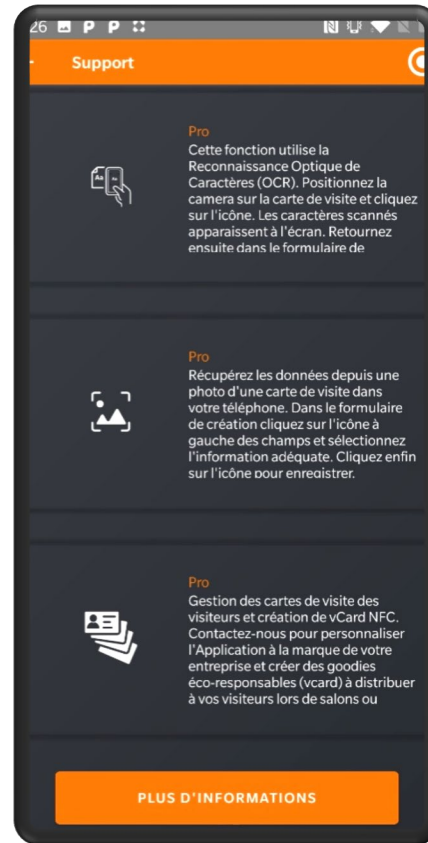 26
Support
Pro
Cette fonction utilise la
Reconnaissance Optique de
Caractères (OCR). Positionnez la
camera sur la carte de visite et cliquez
sur l'icône. Les caractères scannés
apparaissent à l'écran. Retournez
ensuite dans le formulaire de
Pro
Récupérez les données depuis une
photo d'une carte de visite dans
votre téléphone. Dans le formulaire
de création cliquez sur l'icône à
gauche des champs et sélectionnez
l'information adéquate. Cliquez enfin
sur l'icône pour enregistrer.
Pro
Gestion des cartes de visite des
visiteurs et création de vCard NFC.
Contactez-nous pour personnaliser
l'Application à la marque de votre
entreprise et créer des goodies
éco-responsables (vcard) à distribuer
à vos visiteurs lors de salons ou
PLUS D'INFORMATIONS